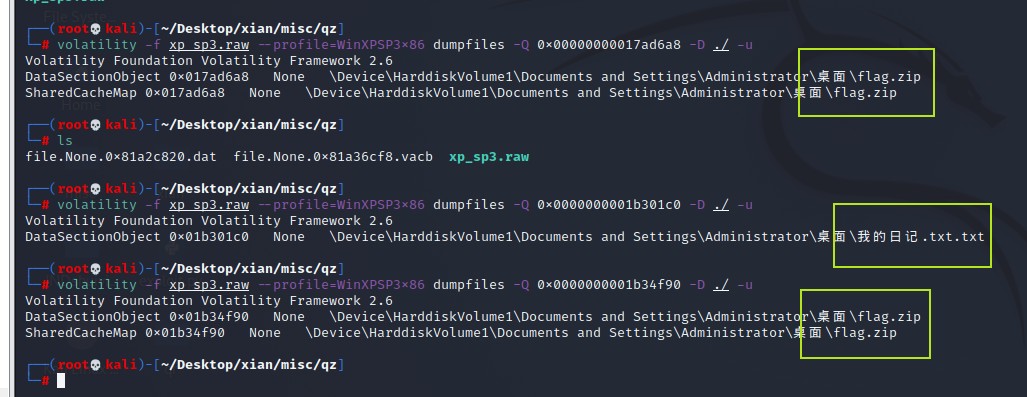 xp_sp3.raw
┌──(root💀kali)-[~/Desktop/xian/misc/qz]
└─# volatility -f xp_sp3.raw --profile=WinXPSP3×86 dumpfiles -Q 0×00000000017ad6a8 -D ./ -u
Volatility Foundation Volatility Framework 2.6
DataSectionObject 0×017ad6a8   None   \Device\HarddiskVolume1\Documents and Settings\Administrator\桌面\flag.zip
SharedCacheMap 0×017ad6a8   None   \Device\HarddiskVolume1\Documents and Settings\Administrator\桌面\flag.zip
┌──(root💀kali)-[~/Desktop/xian/misc/qz]
└─# ls
file.None.0×81a2c820.dat  file.None.0×81a36cf8.vacb  xp_sp3.raw
┌──(root💀kali)-[~/Desktop/xian/misc/qz]
└─# volatility -f xp_sp3.raw --profile=WinXPSP3×86 dumpfiles -Q 0×0000000001b301c0 -D ./ -u
Volatility Foundation Volatility Framework 2.6
DataSectionObject 0×01b301c0   None   \Device\HarddiskVolume1\Documents and Settings\Administrator\桌面\我的日记.txt.txt
┌──(root💀kali)-[~/Desktop/xian/misc/qz]
└─# volatility -f xp_sp3.raw --profile=WinXPSP3×86 dumpfiles -Q 0×0000000001b34f90 -D ./ -u
Volatility Foundation Volatility Framework 2.6
DataSectionObject 0×01b34f90   None   \Device\HarddiskVolume1\Documents and Settings\Administrator\桌面\flag.zip
SharedCacheMap 0×01b34f90   None   \Device\HarddiskVolume1\Documents and Settings\Administrator\桌面\flag.zip
┌──(root💀kali)-[~/Desktop/xian/misc/qz]
└─#